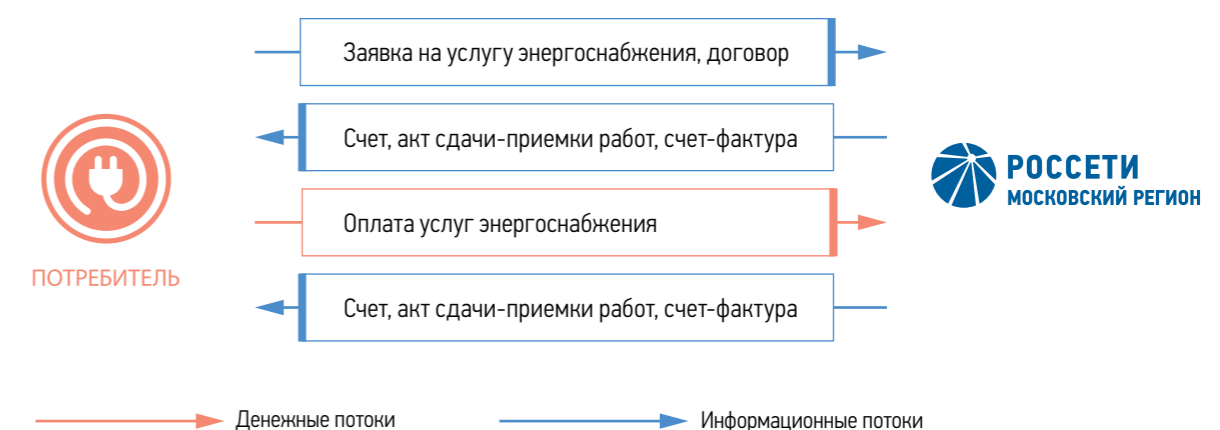 Заявка на услугу энергоснабжения, договор
Счет, акт сдачи-приемки работ, счет-фактура
РОССЕТИ
МОСКОВСКИЙ РЕГИОН
Оплата услуг энергоснабжения
ПОТРЕБИТЕЛЬ
Счет, акт сдачи-приемки работ, счет-фактура
Денежные потоки
Информационные потоки